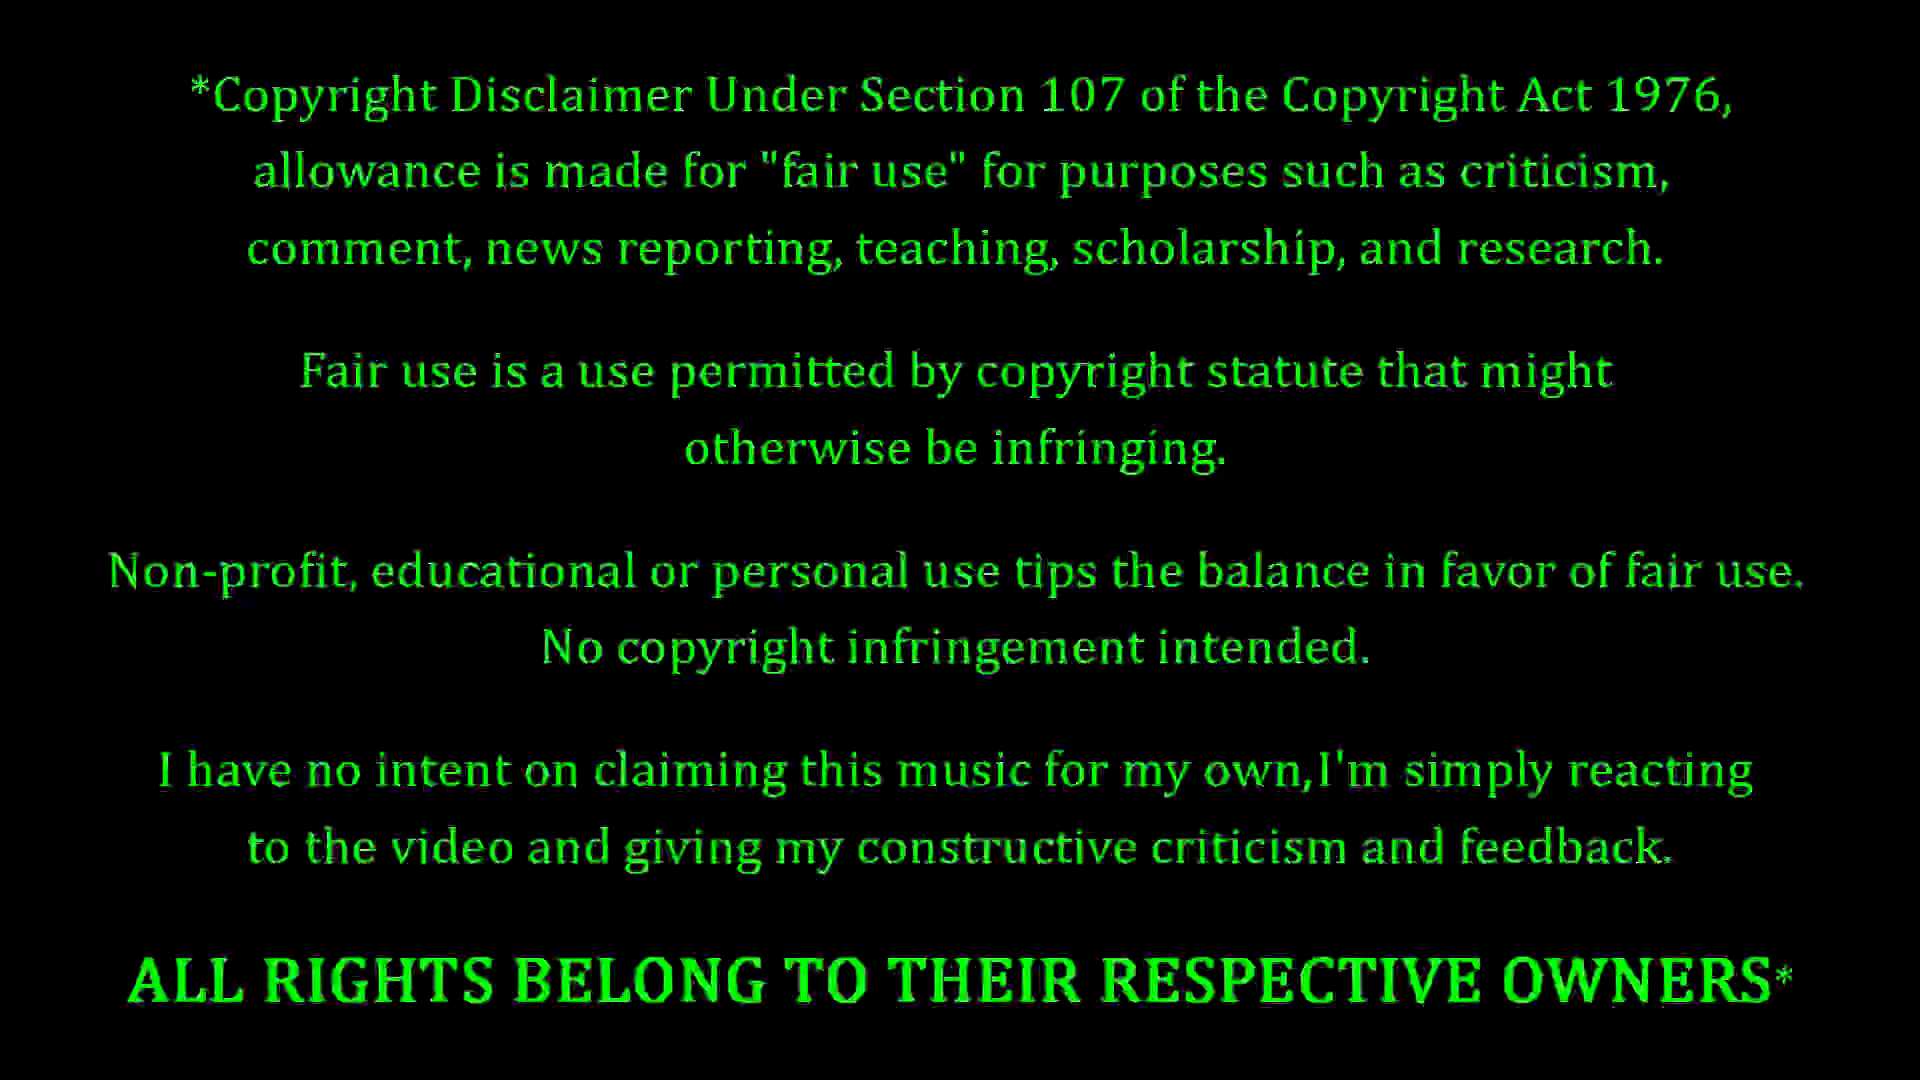 *Copyright Disclaimer Under Section 107 of the Copyright Act 1976,
allowance is made for "fair use" for purposes such as criticism,
comment, news reporting, teaching, scholarship, and research.
Fair use is a use permitted by copyright statute that might
otherwise be infringing.
Non-profit, educational or personal use tips the balance in favor of fair use.
No copyright infringement intended.
I have no intent on claiming this music for my own,I'm simply reacting
to the video and giving my constructive criticism and feedback.
ALL RIGHTS BELONG TO THEIR RESPECTIVE OWNERS*